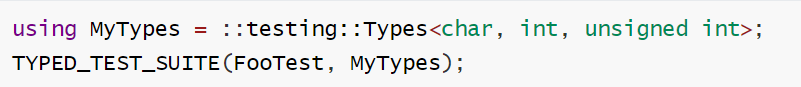 using MyTypes = ::testing::Types<char, int, unsigned int>;
TYPED_TEST_SUITE(FooTest, MyTypes);